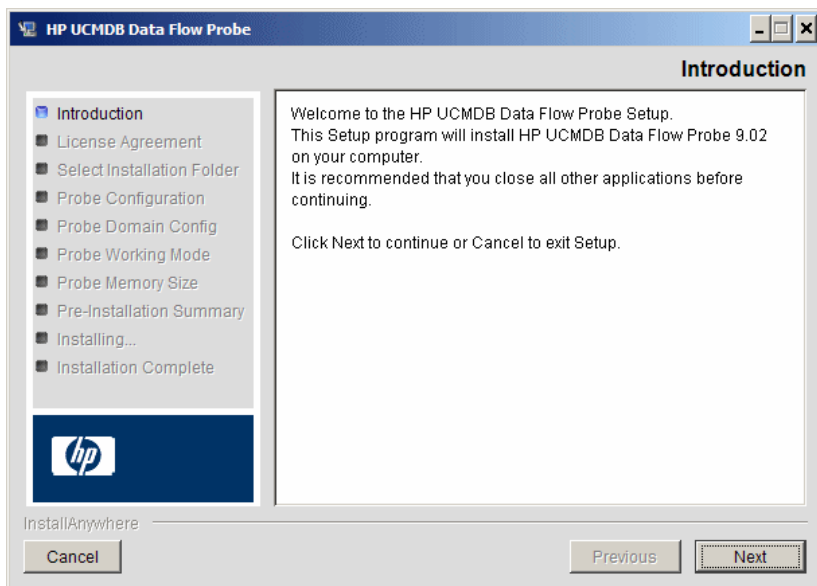 HP UCMDB Data Flow Probe
Introduction
Introduction
License Agreement
Select Installation Folder
Probe Configuration
Probe Domain Config
Probe Working Mode
Probe Memory Size
Pre-Installation Summary
Installing...
Installation Complete
Welcome to the HP UCMDB Data Flow Probe Setup.
This Setup program will install HP UCMDB Data Flow Probe 9.02
on your computer.
It is recommended that you close all other applications before
continuing.
Click Next to continue or Cancel to exit Setup.
hp
InstallAnywhere
Cancel
Previous
Next